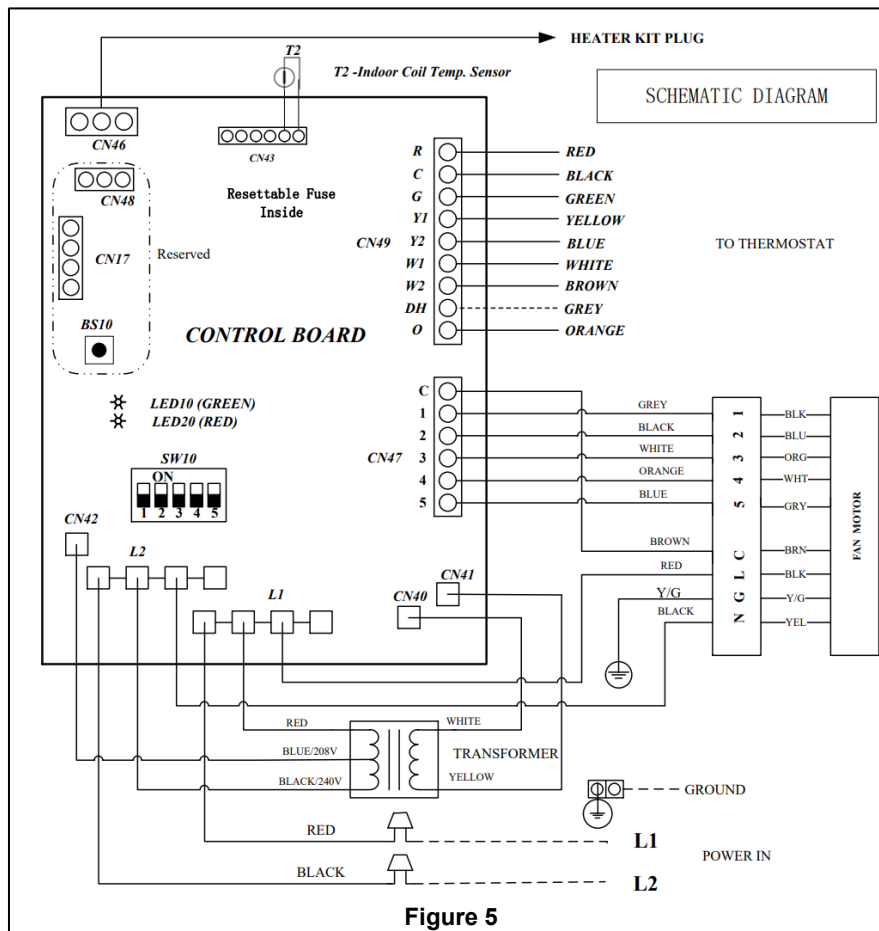 HEATER KIT PLUG
T2
T2 -Indoor Coil Temp. Sensor
SCHEMATIC DIAGRAM
CN46
CN43
CN48
Resettable Fuse
Inside
CN17
Reserved
BS10
CONTROL BOARD
CN49
R RED
C BLACK
G GREEN
Y1 YELLOW
Y2 BLUE
W1 WHITE
W2 BROWN
DH GREY
O ORANGE
TO THERMOSTAT
LED10 (GREEN)
LED20 (RED)
SW10
ON
1 2 3 4 5
CN47
C
1 GREY 1 BLK
2 BLACK 2 BLU
3 WHITE 3 ORG
4 ORANGE 4 WHT
5 BLUE 5 GRY
BROWN C BRN
RED L BLK
Y/G G Y/G
BLACK N YEL
FAN MOTOR
CN42
L2
L1
CN40
CN41
RED
BLUE/208V
BLACK/240V
WHITE
TRANSFORMER
YELLOW
GROUND
RED
L1
POWER IN
BLACK
L2
Figure 5